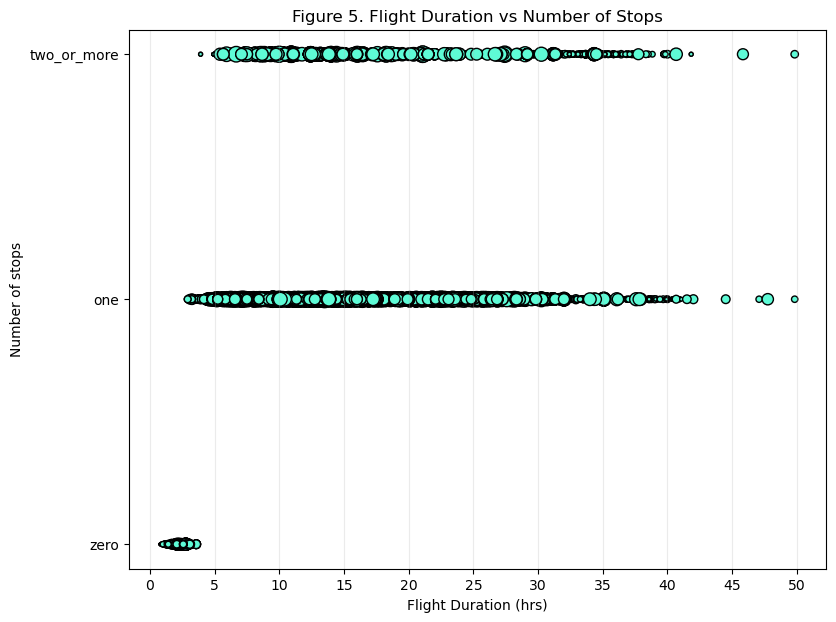 Figure 5. Flight Duration vs Number of Stops
Number of stops
two_or_more
one
zero
0 5 10 15 20 25 30 35 40 45 50
Flight Duration (hrs)